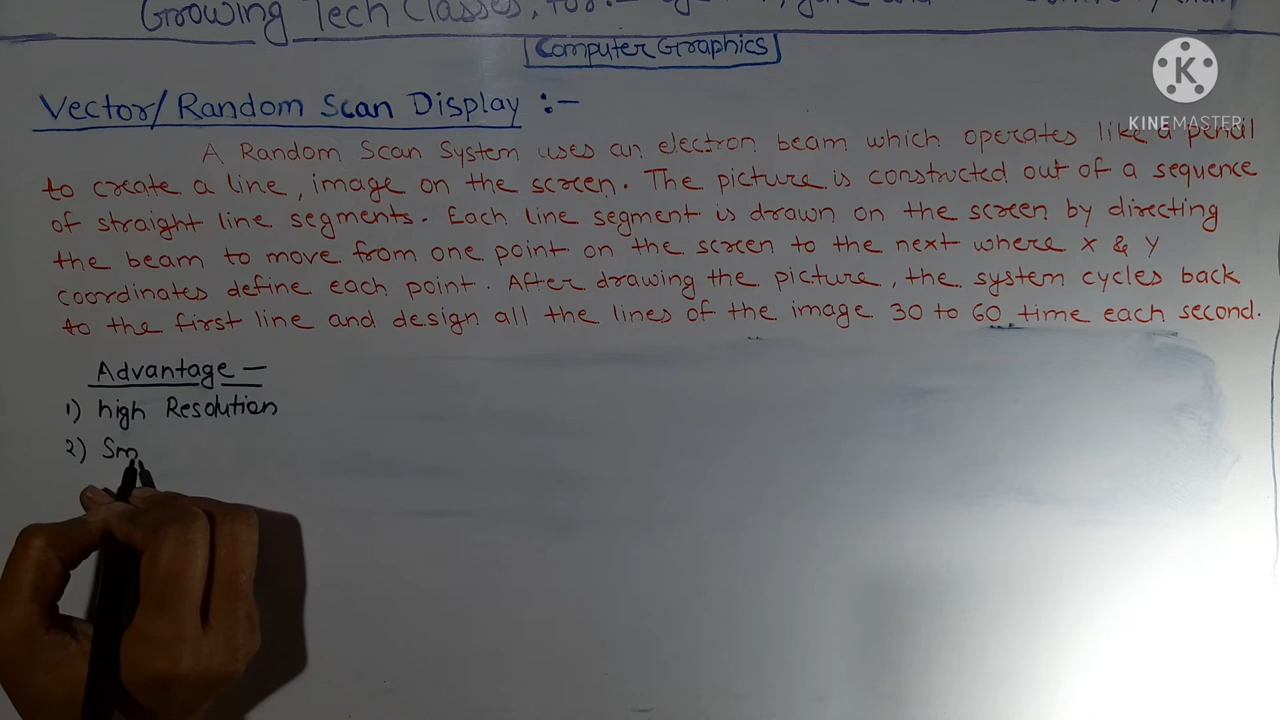 Growing Tech Classes, for:-
Computer Graphics
K
KINEMASTER
Vector/Random Scan Display :-
A Random Scan System uses an electron beam which operates like a pencil
to create a line, image on the screen. The picture is constructed out of a sequence
of straight line segments. Each line segment is drawn on the screen by directing
the beam to move from one point on the screen to the next where x & y
coordinates define each point. After drawing the picture, the system cycles back
to the first line and design all the lines of the image 30 to 60 time each second.
Advantage -
1) high Resolution
2) Sm